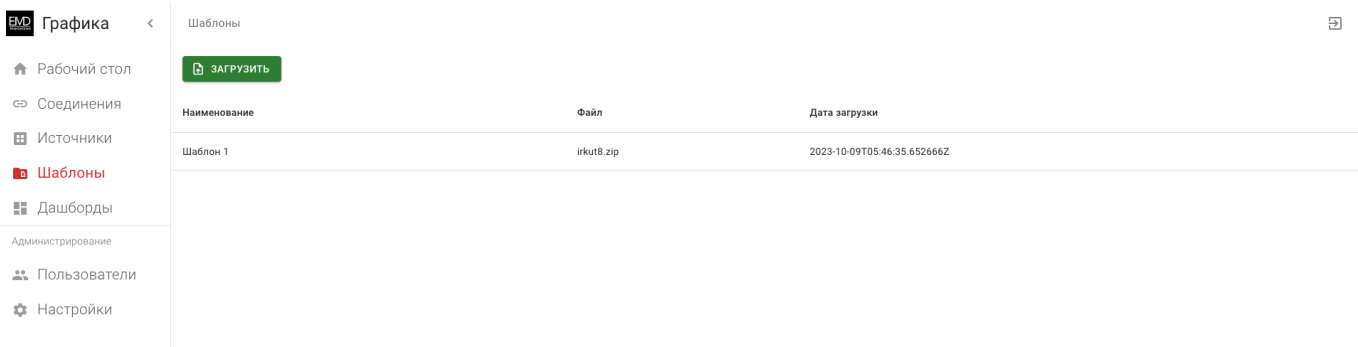 EMD Графика
Шаблоны
Рабочий стол
Соединения
Источники
Шаблоны
Дашборды
Администрирование
Пользователи
Настройки
ЗАГРУЗИТЬ
Наименование Файл Дата загрузки
Шаблон 1 irkut8.zip 2023-10-09T05:46:35.652666Z